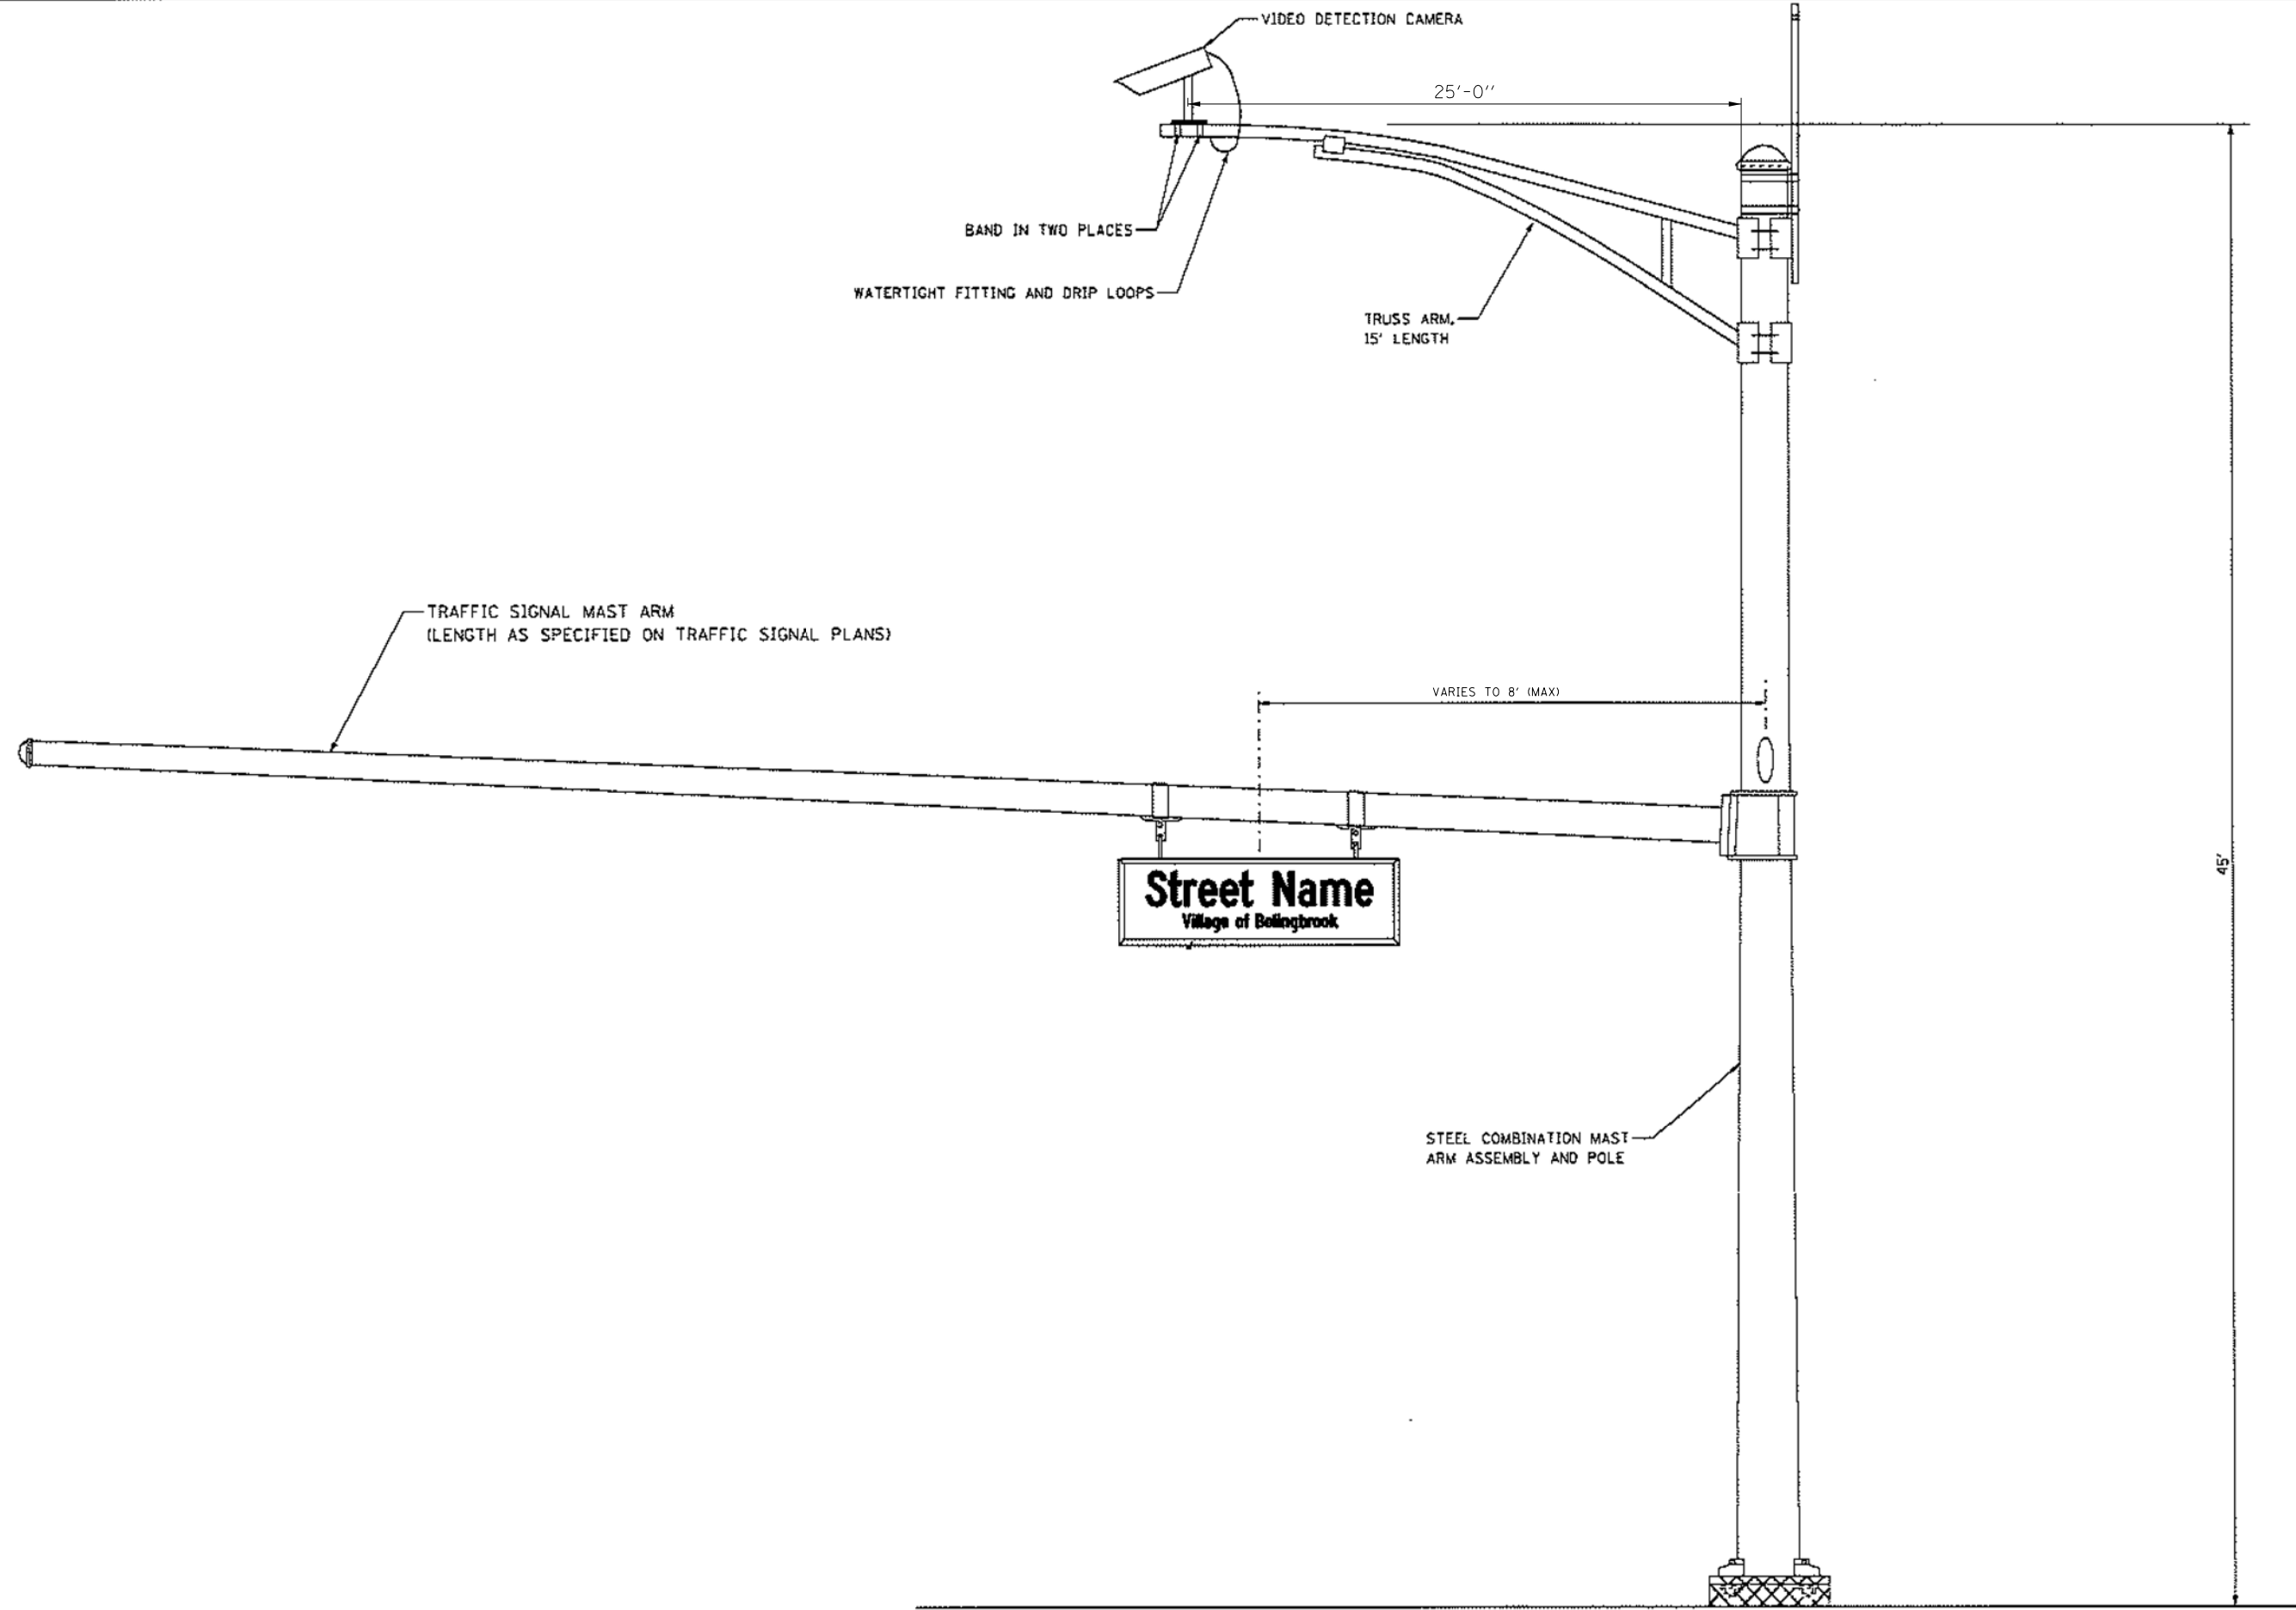 VIDEO DETECTION CAMERA
25'-0''
BAND IN TWO PLACES
WATERTIGHT FITTING AND DRIP LOOPS
TRUSS ARM,
15' LENGTH
TRAFFIC SIGNAL MAST ARM
(LENGTH AS SPECIFIED ON TRAFFIC SIGNAL PLANS)
VARIES TO 8' (MAX)
45'
Street Name
Village of Bolingbrook
STEEL COMBINATION MAST
ARM ASSEMBLY AND POLE